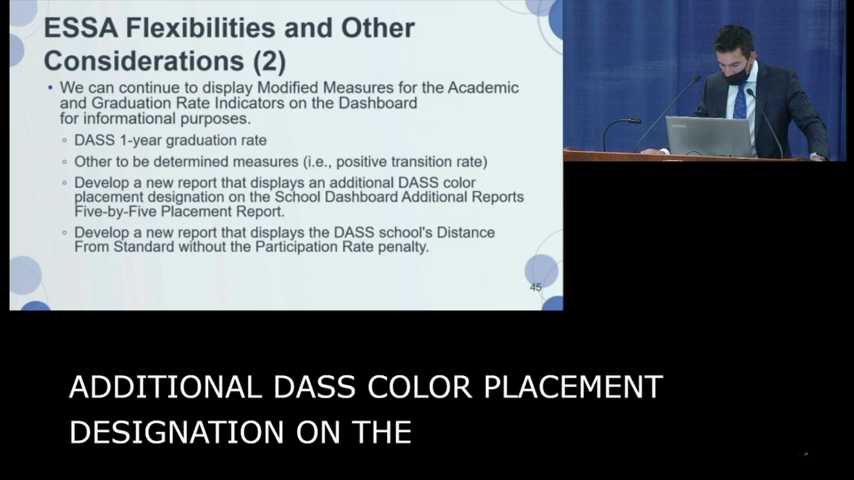 ESSA Flexibilities and Other
Considerations (2)
• We can continue to display Modified Measures for the Academic
and Graduation Rate Indicators on the Dashboard
for informational purposes.
◦ DASS 1-year graduation rate
◦ Other to be determined measures (i.e., positive transition rate)
◦ Develop a new report that displays an additional DASS color
placement designation on the School Dashboard Additional Reports
Five-by-Five Placement Report.
◦ Develop a new report that displays the DASS school's Distance
From Standard without the Participation Rate penalty.
45
ADDITIONAL DASS COLOR PLACEMENT
DESIGNATION ON THE